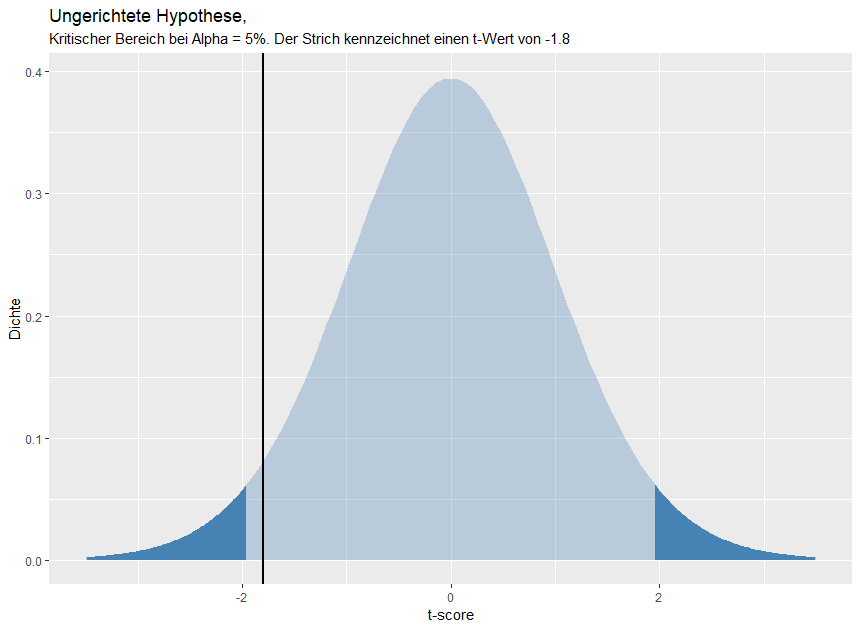 Ungerichtete Hypothese,
Kritischer Bereich bei Alpha = 5%. Der Strich kennzeichnet einen t-Wert von -1.8
0.4
0.3
0.2
0.1
0.0
Dichte
-2
0
2
t-score